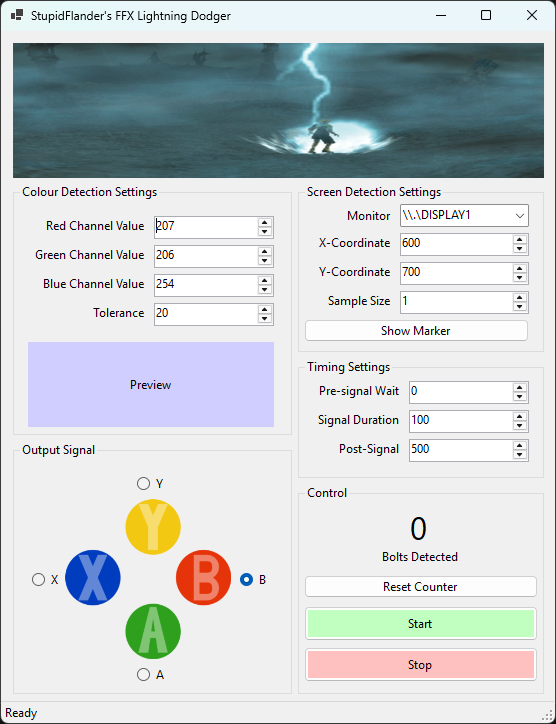 StupidFlander's FFX Lightning Dodger
Colour Detection Settings
Red Channel Value 207
Green Channel Value 206
Blue Channel Value 254
Tolerance 20
Preview
Screen Detection Settings
Monitor \\.\DISPLAY1
X-Coordinate 600
Y-Coordinate 700
Sample Size 1
Show Marker
Timing Settings
Pre-signal Wait 0
Signal Duration 100
Post-Signal 500
Output Signal
Y
Y
X X B B
A
A
Control
0
Bolts Detected
Reset Counter
Start
Stop
Ready